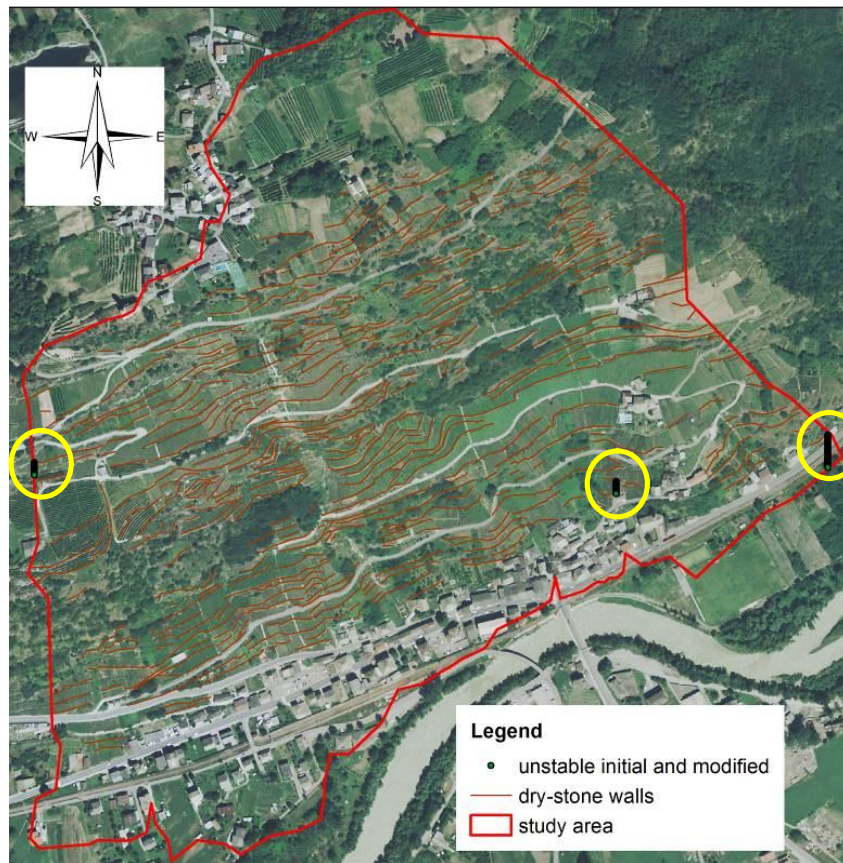 N
W E
S
Legend
unstable initial and modified
dry-stone walls
study area